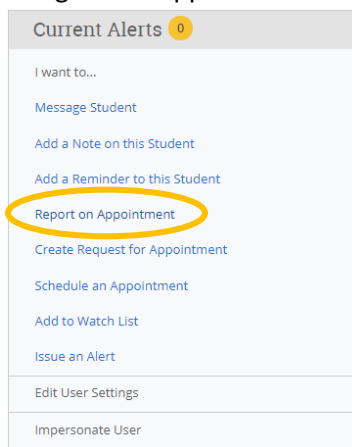 Current Alerts 0
I want to...
Message Student
Add a Note on this Student
Add a Reminder to this Student
Report on Appointment
Create Request for Appointment
Schedule an Appointment
Add to Watch List
Issue an Alert
Edit User Settings
Impersonate User